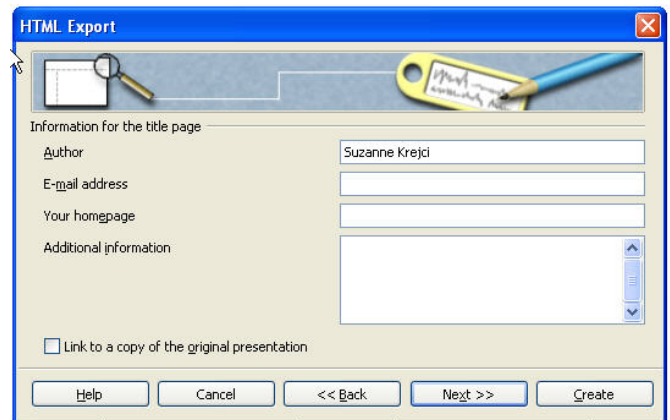 HTML Export
Information for the title page
Author
Suzanne Krejci
E-mail address
Your homepage
Additional information
Link to a copy of the original presentation
Help
Cancel
<< Back
Next >>
Create